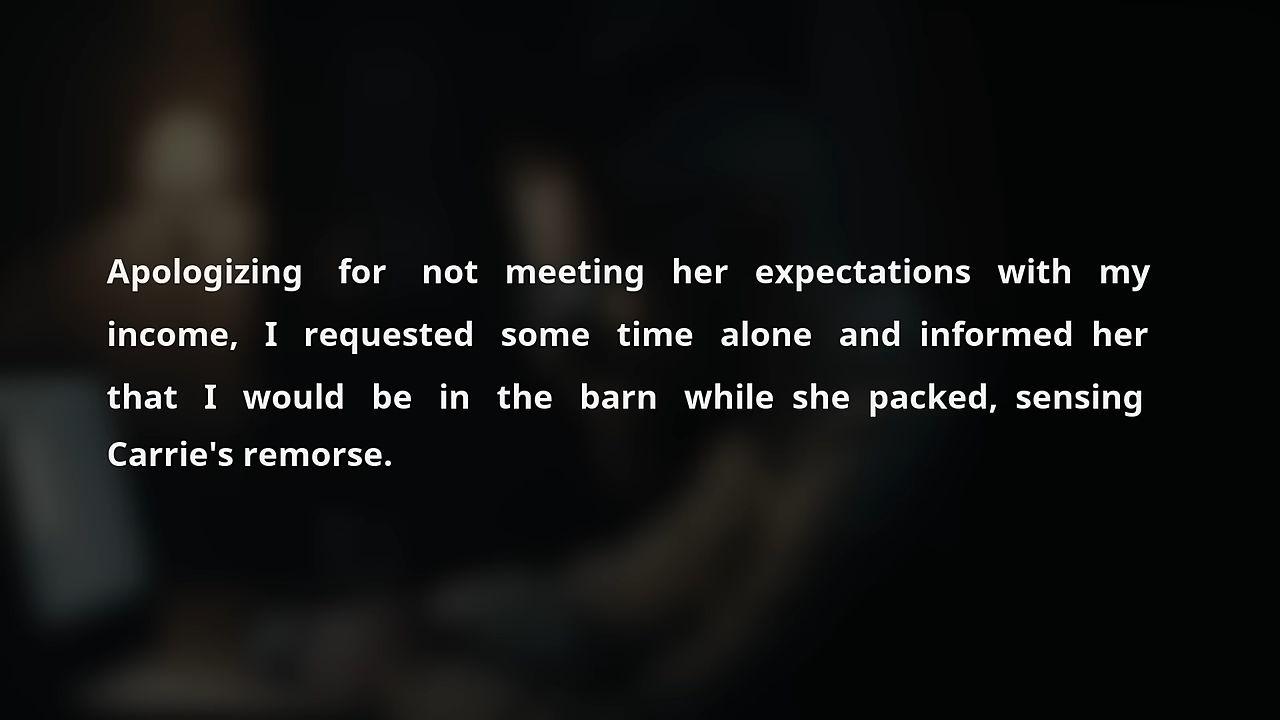 Apologizing for not meeting her expectations with my
income, I requested some time alone and informed her
that I would be in the barn while she packed, sensing
Carrie's remorse.